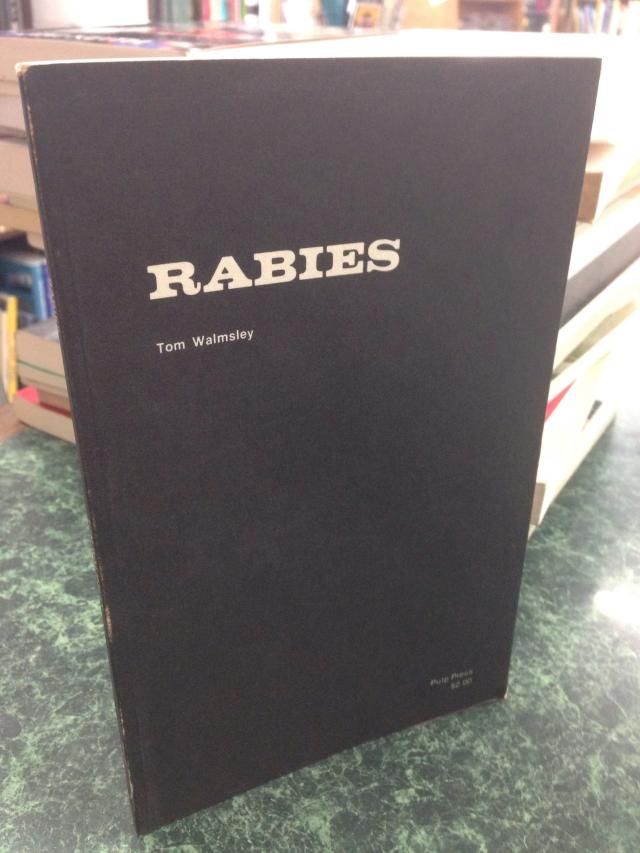 RABIES
Tom Walmsley
Pulp Press
$2.00